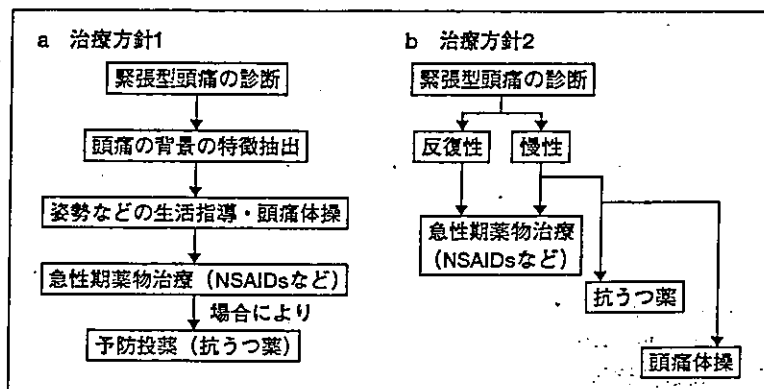 a 治療方針1
緊張型頭痛の診断
頭痛の背景の特徴抽出
姿勢などの生活指導・頭痛体操
急性期薬物治療（NSAIDsなど）
場合により
予防投薬（抗うつ薬）
b 治療方針2
緊張型頭痛の診断
反復性
慢性
急性期薬物治療
（NSAIDsなど）
抗うつ薬
頭痛体操